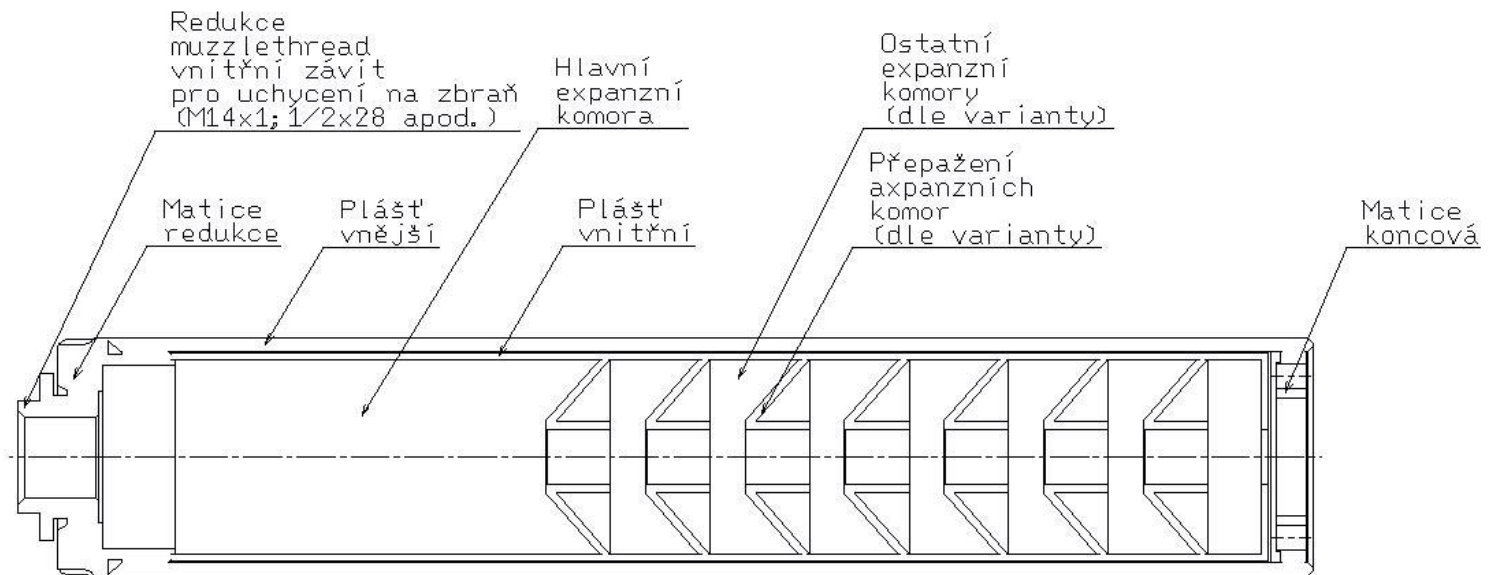 Redukce
muzzlethread
vnitřní závit
pro uchycení na zbraň
(M14x1; 1/2x28 apod.)
Hlavní
expanzní
komora
Ostatní
expanzní
komory
(dle varianty)
Přepažení
axpanzních
komor
(dle varianty)
Matice
redukce
Plášť
vnější
Plášť
vnitřní
Matice
koncová